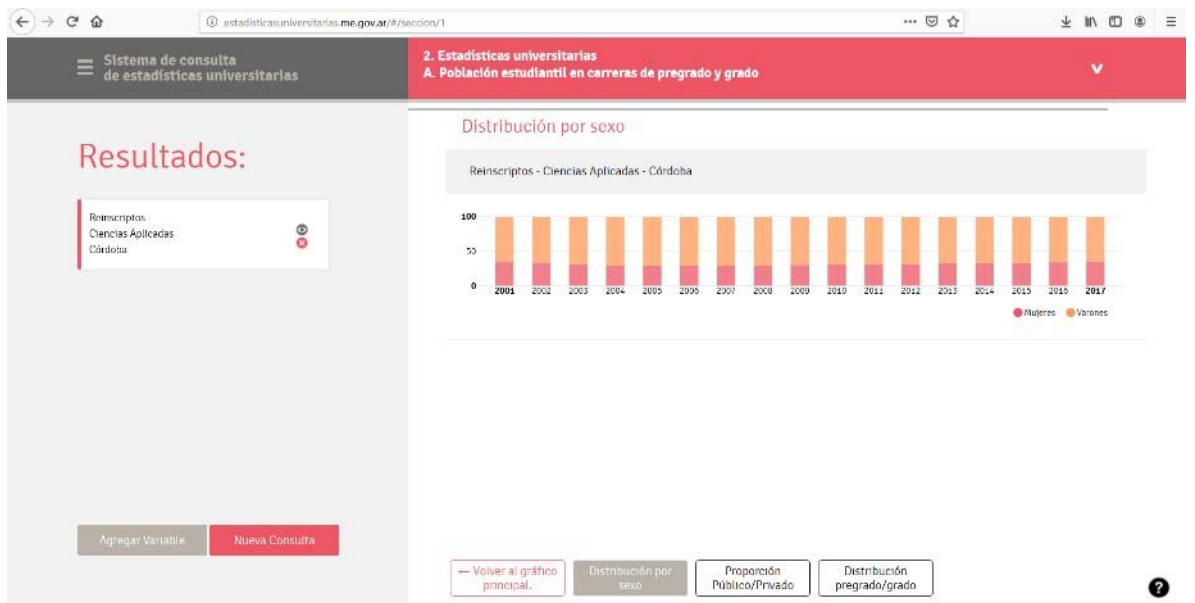 estadisticasuniversitarias.me.gov.ar/#/seccion/1
Sistema de consulta
de estadísticas universitarias
2. Estadísticas universitarias
A. Población estudiantil en carreras de pregrado y grado
Resultados:
Reinscriptos
Ciencias Aplicadas
Córdoba
Agregar Variable
Nueva Consulta
Distribución por sexo
Reinscriptos - Ciencias Aplicadas - Córdoba
100
50
0
2001 2002 2003 2004 2005 2006 2007 2008 2009 2010 2011 2012 2013 2014 2015 2016 2017
Mujeres Varones
← Volver al gráfico
principal.
Distribución por
sexo
Proporción
Público/Privado
Distribución
pregrado/grado
?